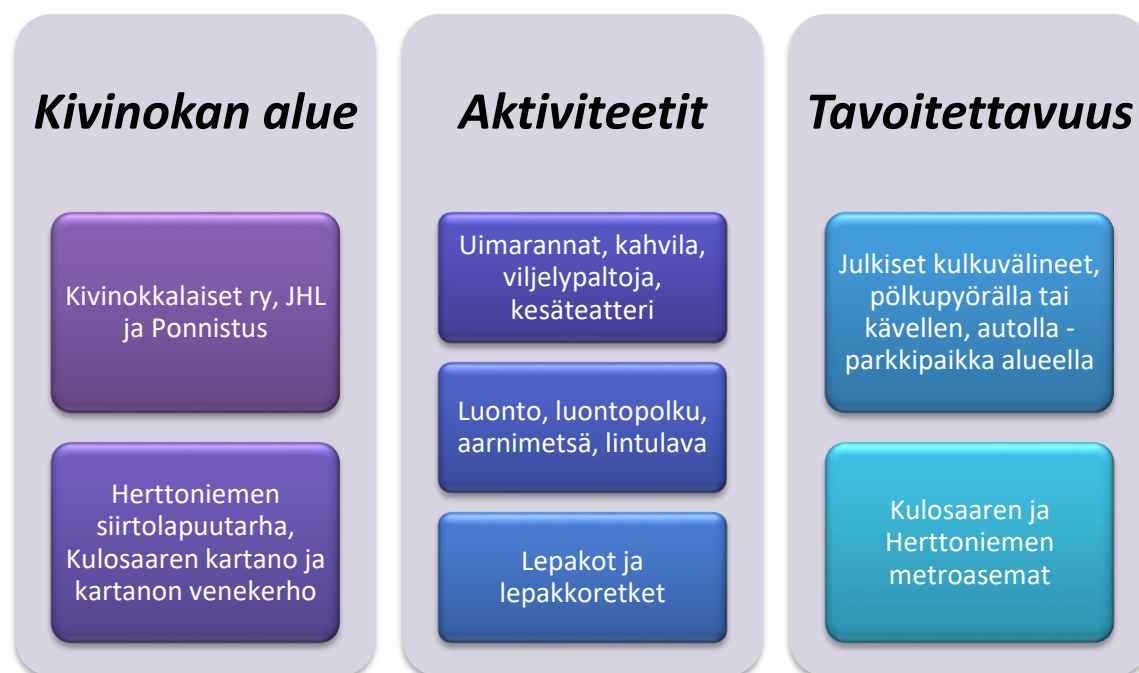 Kivinokan alue
Kivinokkalaiset ry, JHL
ja Ponnistus
Herttoniemen
siirtolapuutarha,
Kulosaaren kartano ja
kartanon venekerho
Aktiviteetit
Uimarannat, kahvila,
viljelypaltoja,
kesäteatteri
Luonto, luontopolku,
aarnimetsä, lintulava
Lepakot ja
lepakkoretket
Tavoitettavuus
Julkiset kulkuvälineet,
pölkupyörälla tai
kävellen, autolla -
parkkipaikka alueella
Kulosaaren ja
Herttoniemen
metroasemat